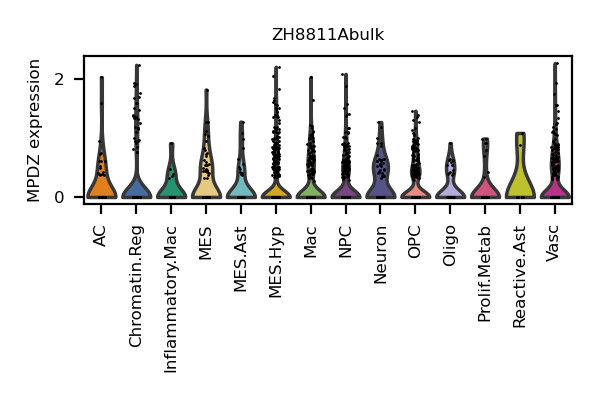 ZH8811Abulk
MPDZ expression
2
0
AC
Chromatin.Reg
Inflammatory.Mac
MES
MES.Ast
MES.Hyp
Mac
NPC
Neuron
OPC
Oligo
Prolif.Metab
Reactive.Ast
Vasc